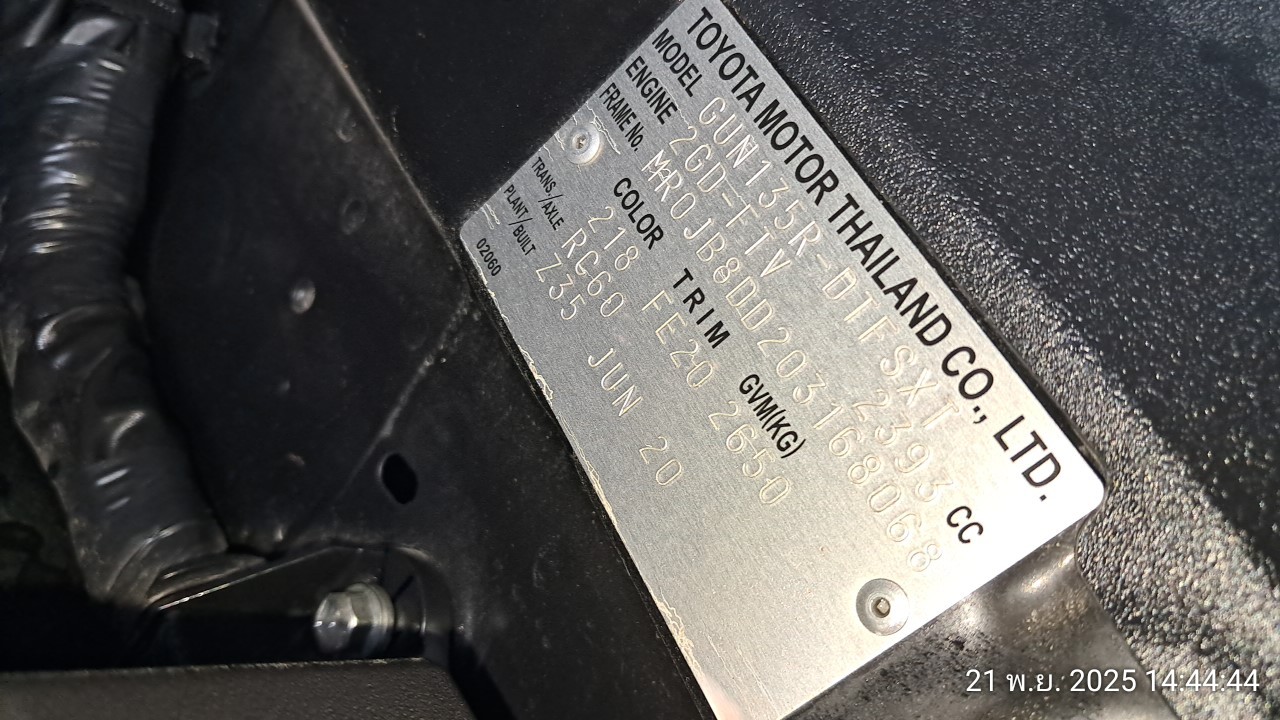 TOYOTA MOTOR THAILAND CO., LTD.
MODEL GUN135R-DTFSXT
ENGINE 2GD-FTV 2393 CC
FRAME No. MR0JB8DD203168068
COLOR TRIM GVM(KG)
218 FE20 2650
TRANS./AXLE RC60
PLANT/BUILT Z35 JUN 20
02060
21 พ.ย. 2025 14.44.44